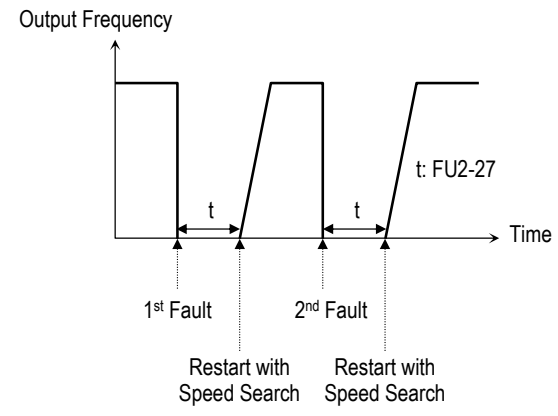 Output Frequency
t: FU2-27
t
t
Time
1st Fault
2nd Fault
Restart with
Speed Search
Restart with
Speed Search